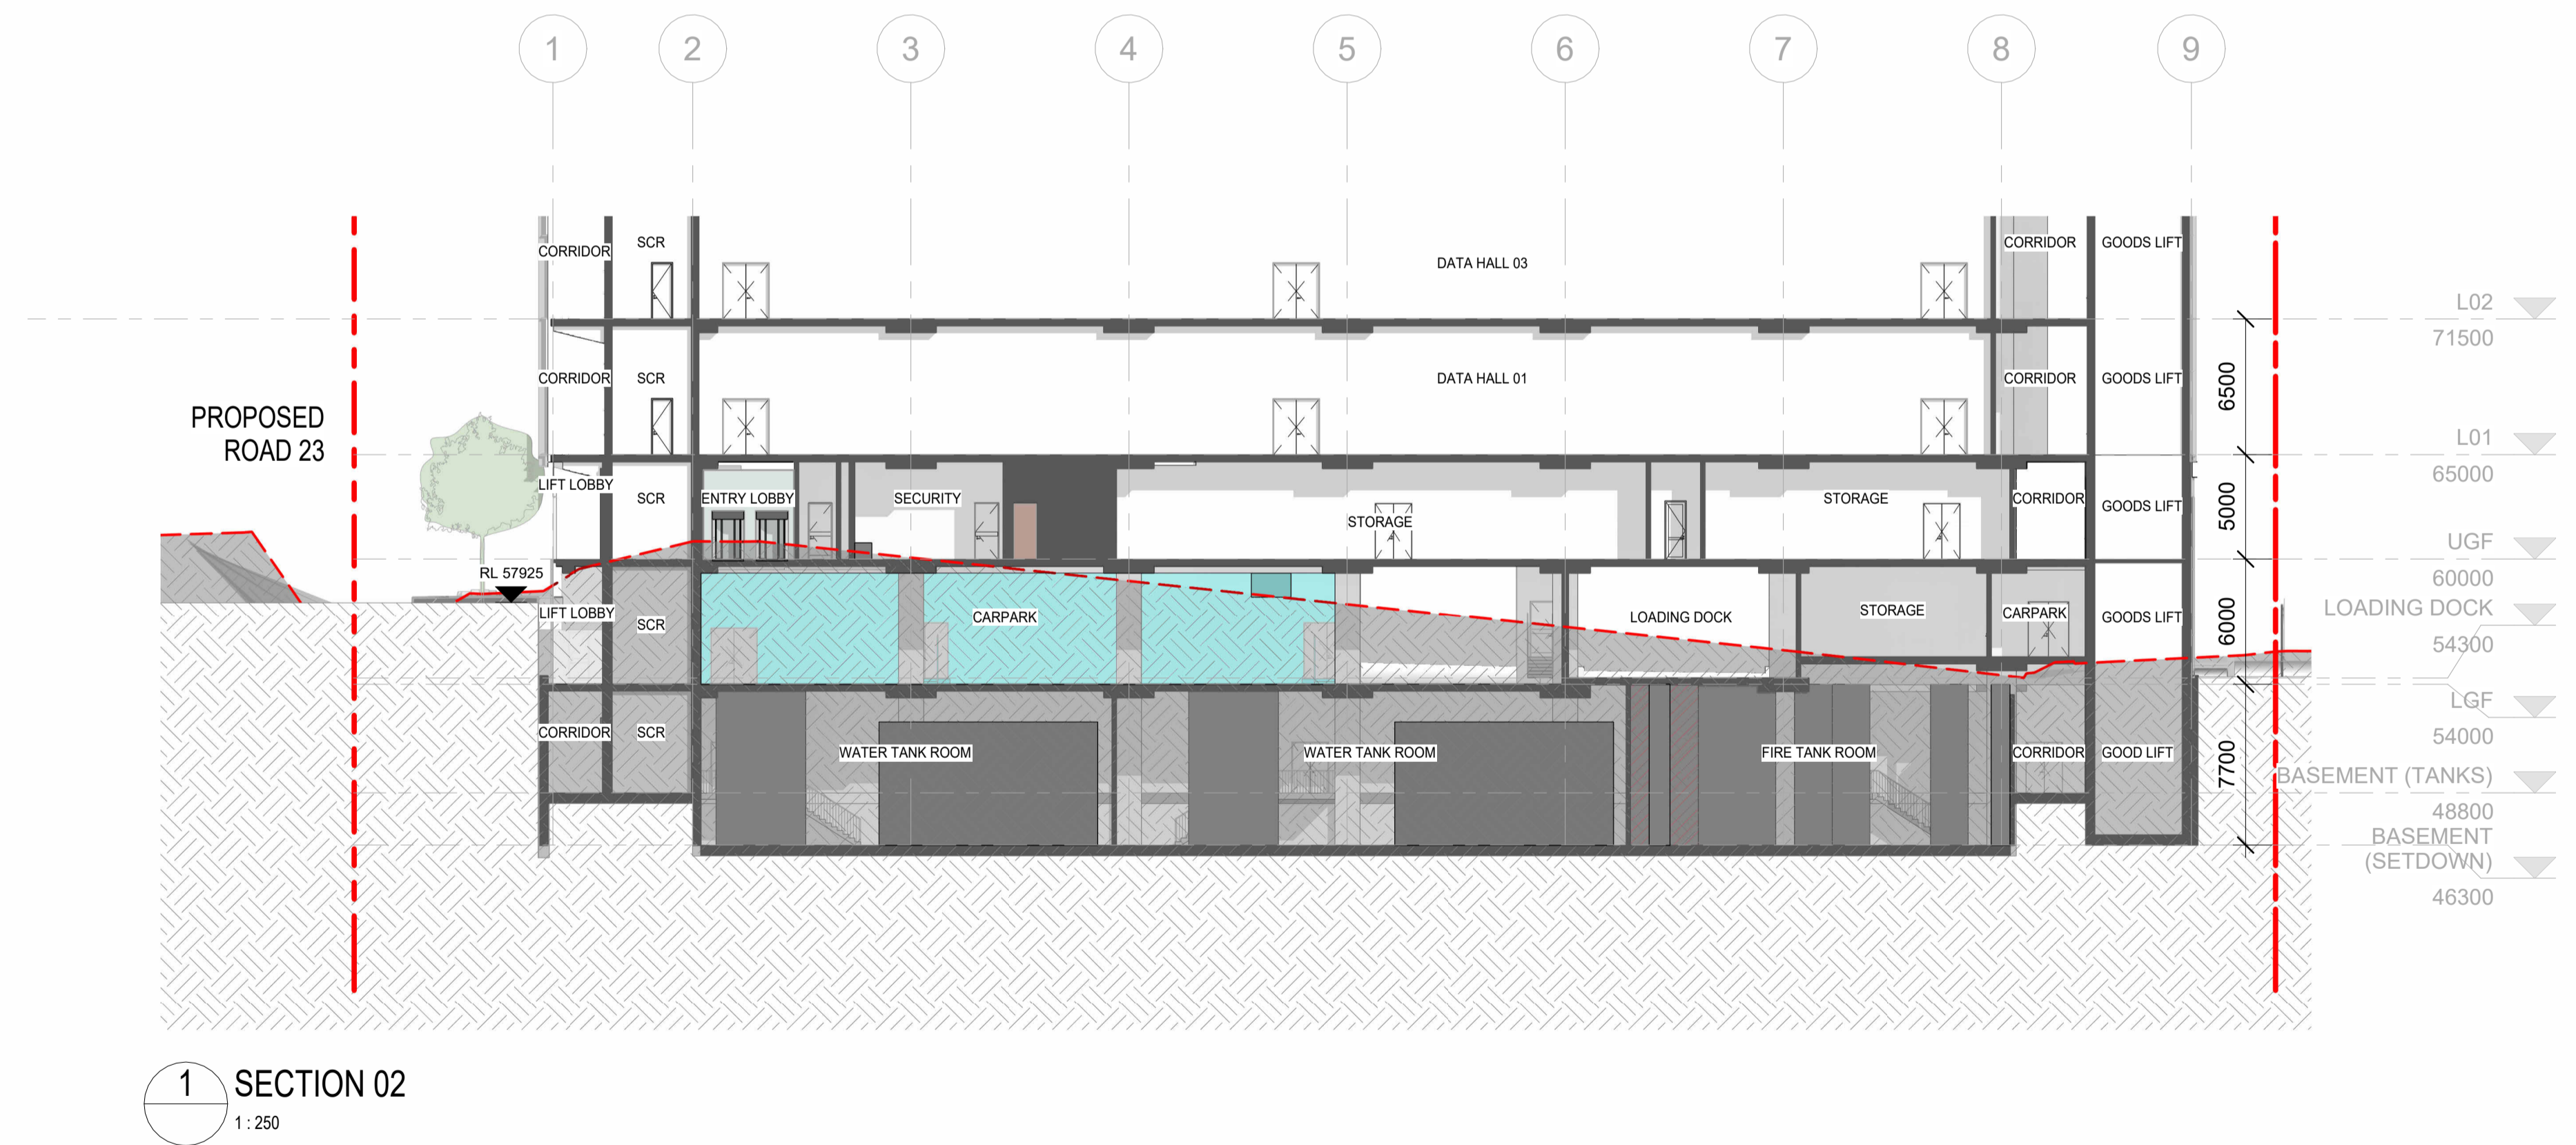 1 2 3 4 5 6 7 8 9
CORRIDOR SCR DATA HALL 03 CORRIDOR GOODS LIFT
L02
71500
CORRIDOR SCR DATA HALL 01 CORRIDOR GOODS LIFT
6500
PROPOSED
ROAD 23
L01
65000
LIFT LOBBY SCR ENTRY LOBBY SECURITY STORAGE STORAGE CORRIDOR GOODS LIFT
5000
UGF
60000
RL 57925
LIFT LOBBY SCR CARPARK LOADING DOCK STORAGE CARPARK GOODS LIFT
6000
LOADING DOCK
54300
LGF
54000
CORRIDOR SCR WATER TANK ROOM WATER TANK ROOM FIRE TANK ROOM CORRIDOR GOOD LIFT
7700
BASEMENT (TANKS)
48800
BASEMENT
(SETDOWN)
46300
1 SECTION 02
1 : 250